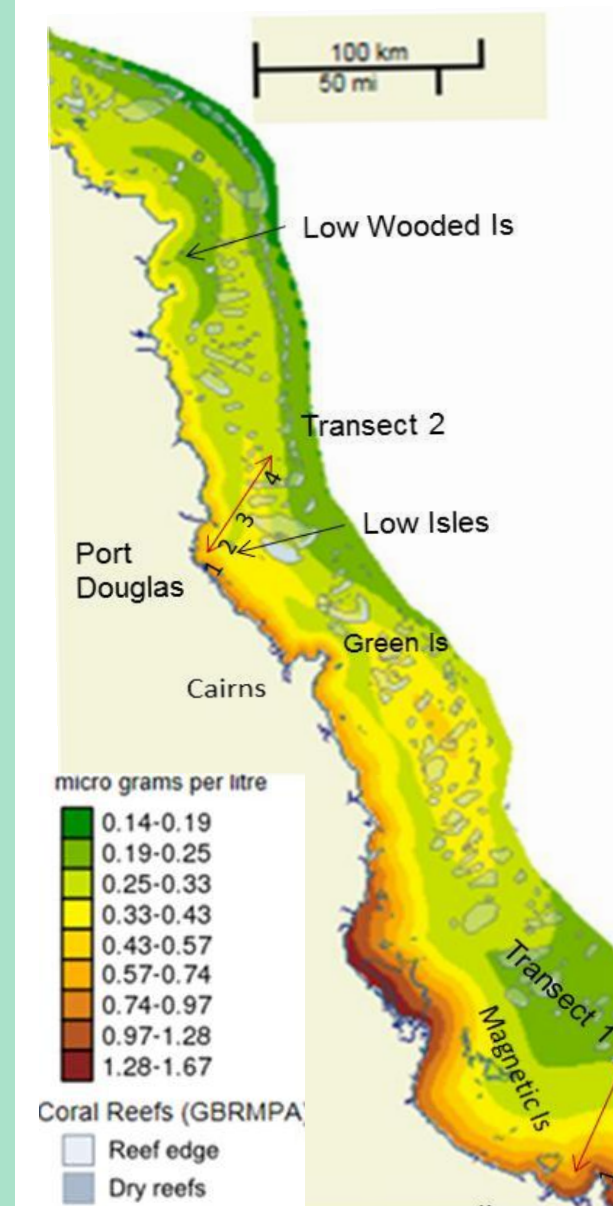 100 km
50 mi
Low Wooded Is
Transect 2
4
3
Low Isles
2
1
Port
Douglas
Green Is
Cairns
micro grams per litre
0.14-0.19
0.19-0.25
0.25-0.33
0.33-0.43
0.43-0.57
0.57-0.74
0.74-0.97
0.97-1.28
1.28-1.67
Transect 1
Magnetic Is
Coral Reefs (GBRMPA)
Reef edge
Dry reefs